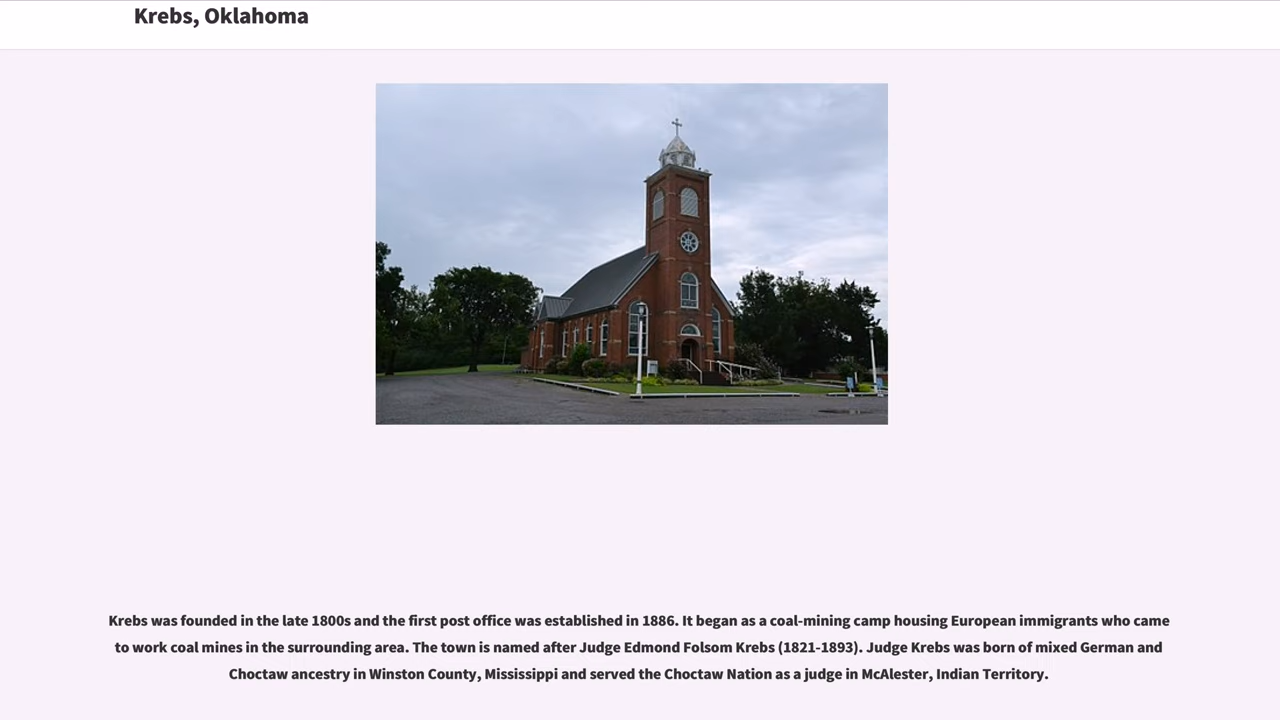 Krebs, Oklahoma
Krebs was founded in the late 1800s and the first post office was established in 1886. It began as a coal-mining camp housing European immigrants who came
to work coal mines in the surrounding area. The town is named after Judge Edmond Folsom Krebs (1821-1893). Judge Krebs was born of mixed German and
Choctaw ancestry in Winston County, Mississippi and served the Choctaw Nation as a judge in McAlester, Indian Territory.